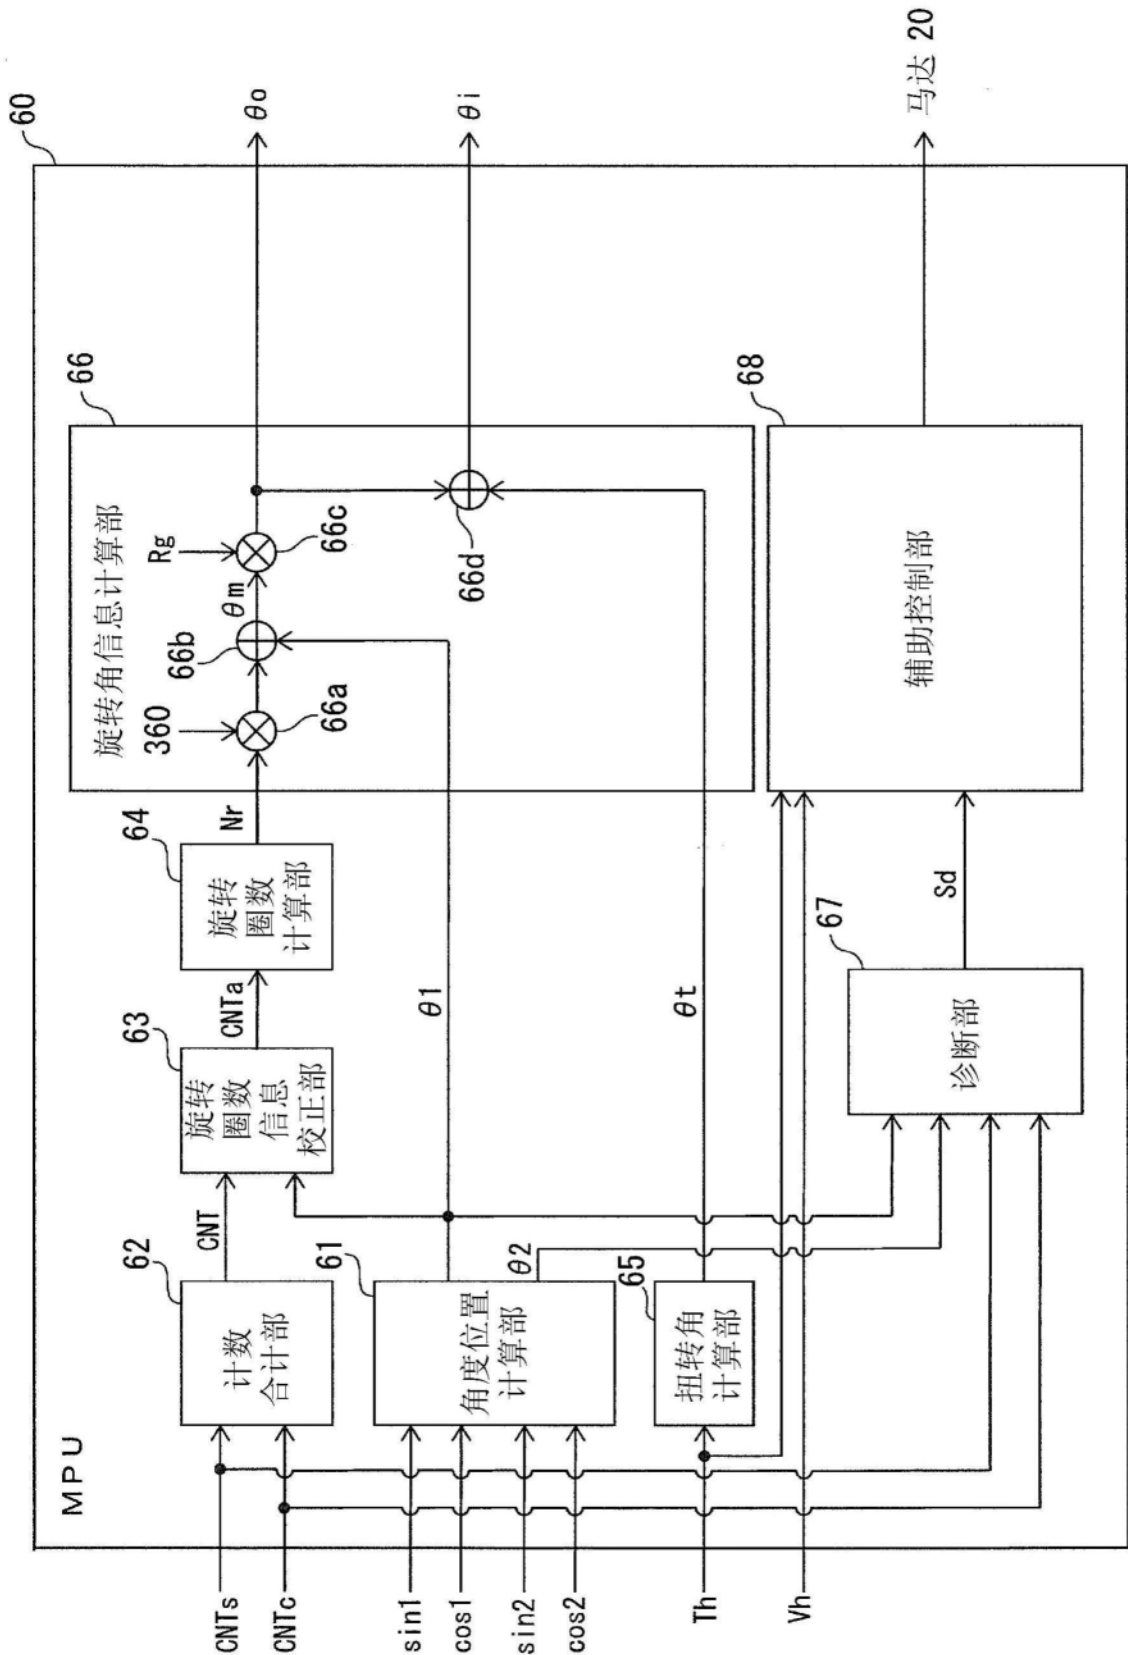 60
MPU
CNTs
CNTc
sin1
cos1
sin2
cos2
Th
Vh
62
计数
合计部
CNT
61
角度位置
计算部
θ2
65
扭转角
计算部
63
旋转
圈数
信息
校正部
CNTa
64
旋转
圈数
计算部
Nr
θ1
θt
66
旋转角信息计算部
360
66a
66b
θm
Rg
66c
66d
θo
θi
67
诊断部
Sd
68
辅助控制部
马达 20